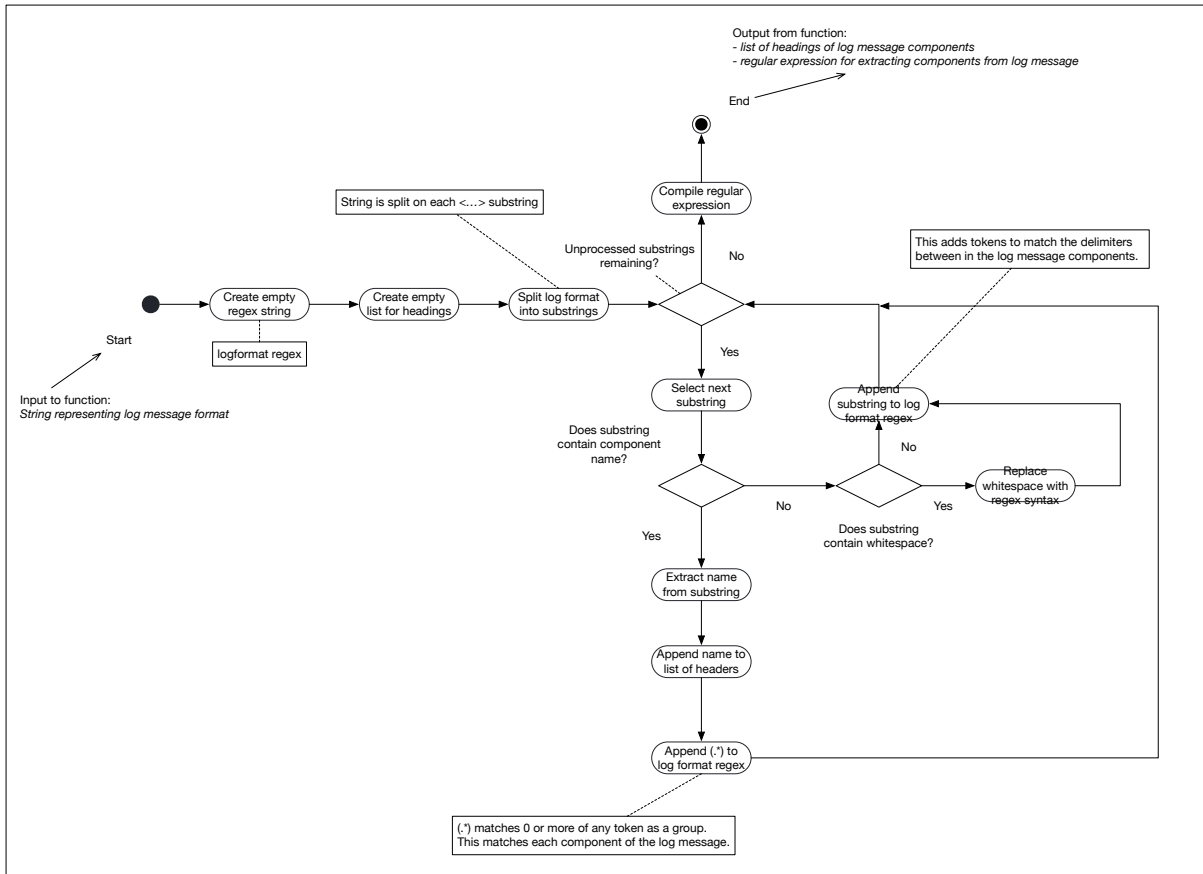 Output from function:
- list of headings of log message components
- regular expression for extracting components from log message
End
Compile regular
expression
String is split on each <...> substring
Unprocessed substrings
remaining?
No
This adds tokens to match the delimiters
between in the log message components.
Create empty
regex string
Create empty
list for headings
Split log format
into substrings
Start
logformat regex
Yes
Input to function:
String representing log message format
Select next
substring
Append
substring to log
format regex
Does substring
contain component
name?
No
Replace
whitespace with
regex syntax
No
Yes
Does substring
contain whitespace?
Yes
Extract name
from substring
Append name to
list of headers
Append (.*) to
log format regex
(.*) matches 0 or more of any token as a group.
This matches each component of the log message.